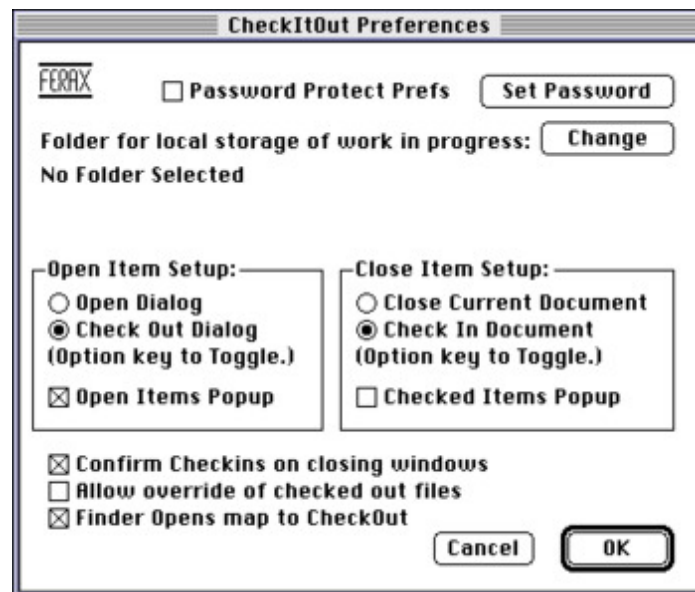 CheckItOut Preferences
FERAX
Password Protect Prefs
Set Password
Folder for local storage of work in progress:
Change
No Folder Selected
Open Item Setup:
Open Dialog
Check Out Dialog
(Option key to Toggle.)
Open Items Popup
Close Item Setup:
Close Current Document
Check In Document
(Option key to Toggle.)
Checked Items Popup
Confirm Checkins on closing windows
Allow override of checked out files
Finder Opens map to CheckOut
Cancel
OK